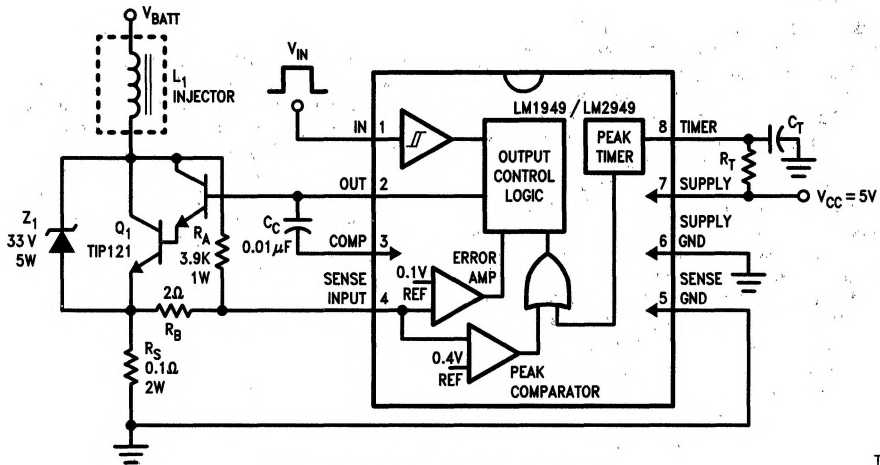 V_BATT
L₁
INJECTOR
V_IN
LM1949/LM2949
IN 1
OUTPUT
CONTROL
LOGIC
PEAK
TIMER
8 TIMER
C_T
R_T
7 SUPPLY
V_CC = 5V
SUPPLY
6 GND
SENSE
5 GND
OUT 2
C_C
0.01 μF
COMP 3
SENSE
INPUT 4
0.1V
REF
ERROR
AMP
0.4V
REF
PEAK
COMPARATOR
Z₁
33 V
5W
Q₁
TIP121
R_A
3.9K
1W
2Ω
R_B
R_S
0.1Ω
2W